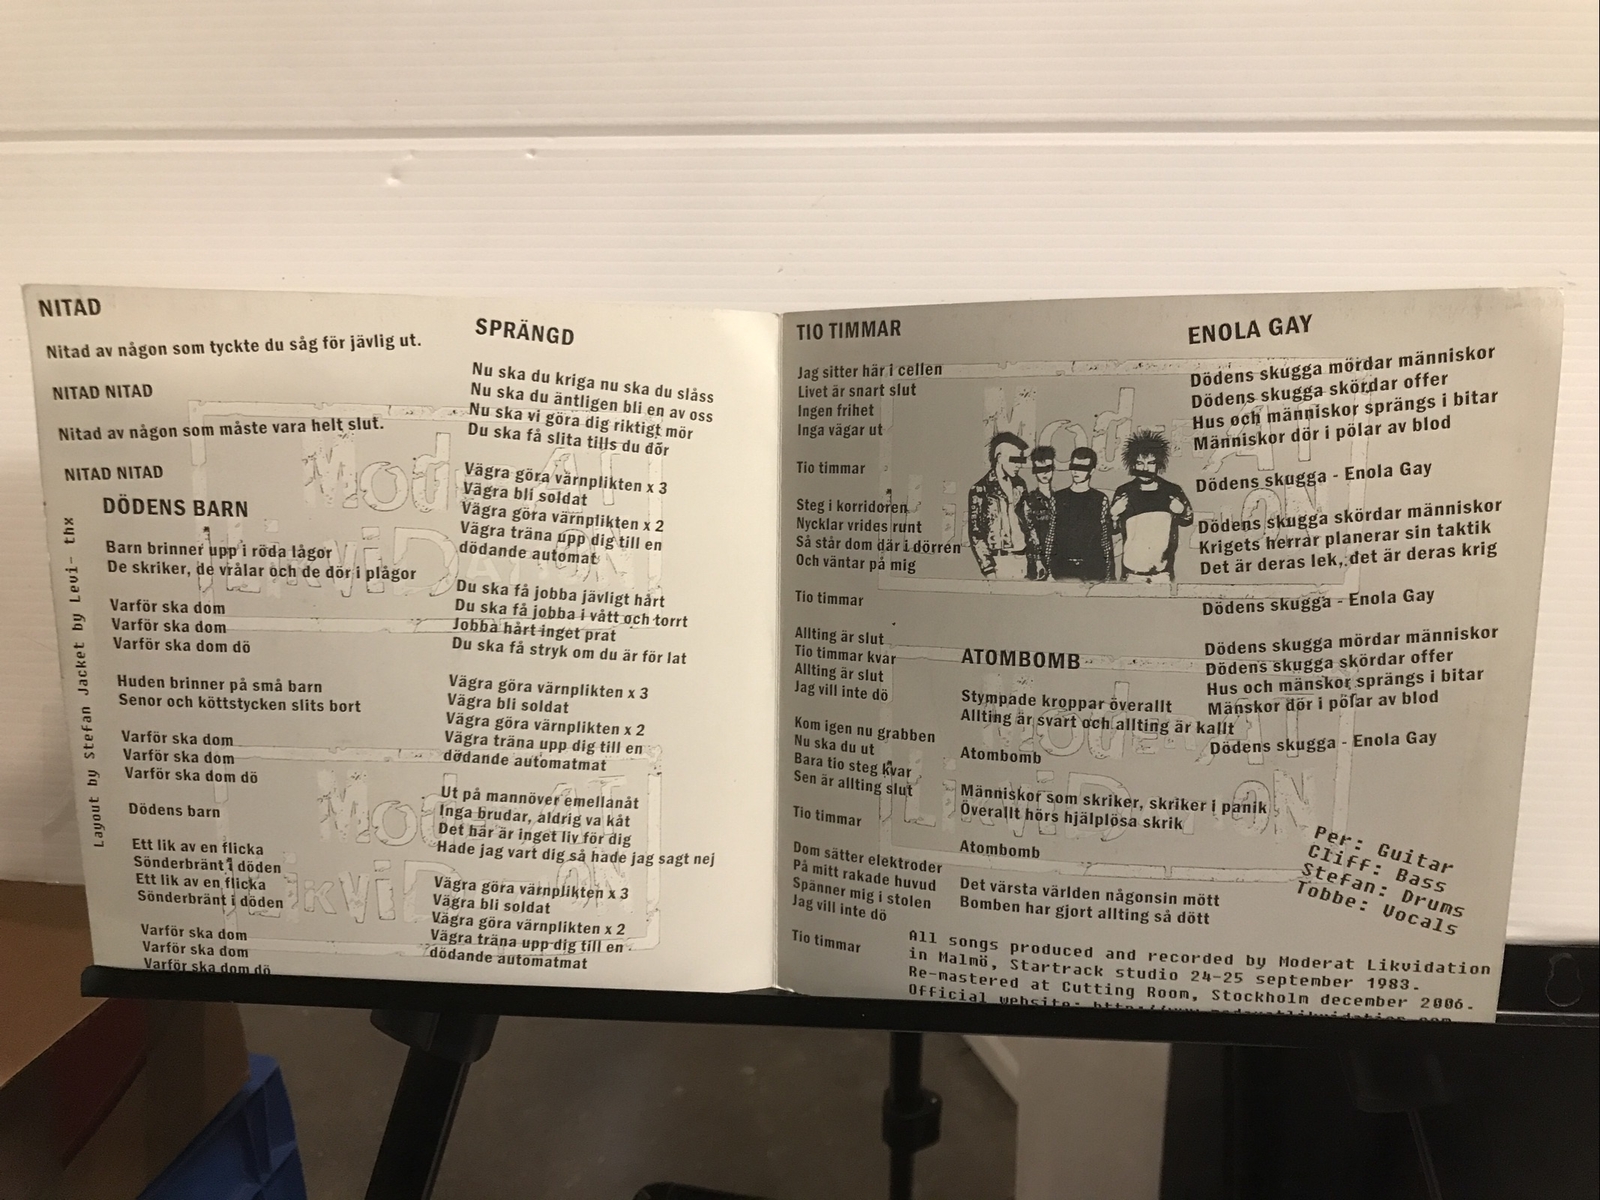 NITAD
Nitad av någon som tyckte du såg för jävlig ut.
NITAD NITAD
Nitad av någon som måste vara helt slut.
NITAD NITAD
DÖDENS BARN
Barn brinner upp i röda lågor
De skriker, de vrålar och de dör i plågor
Varför ska dom
Varför ska dom
Varför ska dom dö
Huden brinner på små barn
Senor och köttstycken slits bort
Varför ska dom
Varför ska dom
Varför ska dom dö
Dödens barn
Ett lik av en flicka
Sönderbränt i döden
Ett lik av en flicka
Sönderbränt i döden
Varför ska dom
Varför ska dom
Varför ska dom dö
Layout by Stefan Jacket by Levi- thx
SPRÄNGD
Nu ska du kriga nu ska du slåss
Nu ska du äntligen bli en av oss
Nu ska vi göra dig riktigt mör
Du ska få slita tills du dör
Vägra göra värnplikten x 3
Vägra bli soldat
Vägra göra värnplikten x 2
Vägra träna upp dig till en
dödande automat
Du ska få jobba jävligt hårt
Du ska få jobba i vått och torrt
Jobba hårt inget prat
Du ska få stryk om du är för lat
Vägra göra värnplikten x 3
Vägra bli soldat
Vägra göra värnplikten x 2
Vägra träna upp dig till en
dödande automatmat
Ut på mannöver emellanåt
Inga brudar, aldrig va kåt
Det här är inget liv för dig
Hade jag vart dig så hade jag sagt nej
Vägra göra värnplikten x 3
Vägra bli soldat
Vägra göra värnplikten x 2
Vägra träna upp dig till en
dödande automatmat
Moderat
Likvidation
Moderat
Likvidation
TIO TIMMAR
Jag sitter här i cellen
Livet är snart slut
Ingen frihet
Inga vägar ut
Tio timmar
Steg i korridoren
Nycklar vrides runt
Så står dom där i dörren
Och väntar på mig
Tio timmar
Allting är slut
Tio timmar kvar
Allting är slut
Jag vill inte dö
Kom igen nu grabben
Nu ska du ut
Bara tio steg kvar
Sen är allting slut
Tio timmar
Dom sätter elektroder
På mitt rakade huvud
Spänner mig i stolen
Jag vill inte dö
Tio timmar
ATOMBOMB
Stympade kroppar överallt
Allting är svart och allting är kallt
Atombomb
Människor som skriker, skriker i panik
Överallt hörs hjälplösa skrik
Atombomb
Det värsta världen någonsin mött
Bomben har gjort allting så dött
ENOLA GAY
Dödens skugga mördar människor
Dödens skugga skördar offer
Hus och människor sprängs i bitar
Människor dör i pölar av blod
Dödens skugga - Enola Gay
Dödens skugga skördar människor
Krigets herrar planerar sin taktik
Det är deras lek, det är deras krig
Dödens skugga - Enola Gay
Dödens skugga mördar människor
Dödens skugga skördar offer
Hus och mänskor sprängs i bitar
Mänskor dör i pölar av blod
Dödens skugga - Enola Gay
Per: Guitar
Cliff: Bass
Stefan: Drums
Tobbe: Vocals
All songs produced and recorded by Moderat Likvidation
in Malmö, Startrack studio 24-25 september 1983.
Re-mastered at Cutting Room, Stockholm december 2006.
Official website: http://www.moderatlikvidation.com